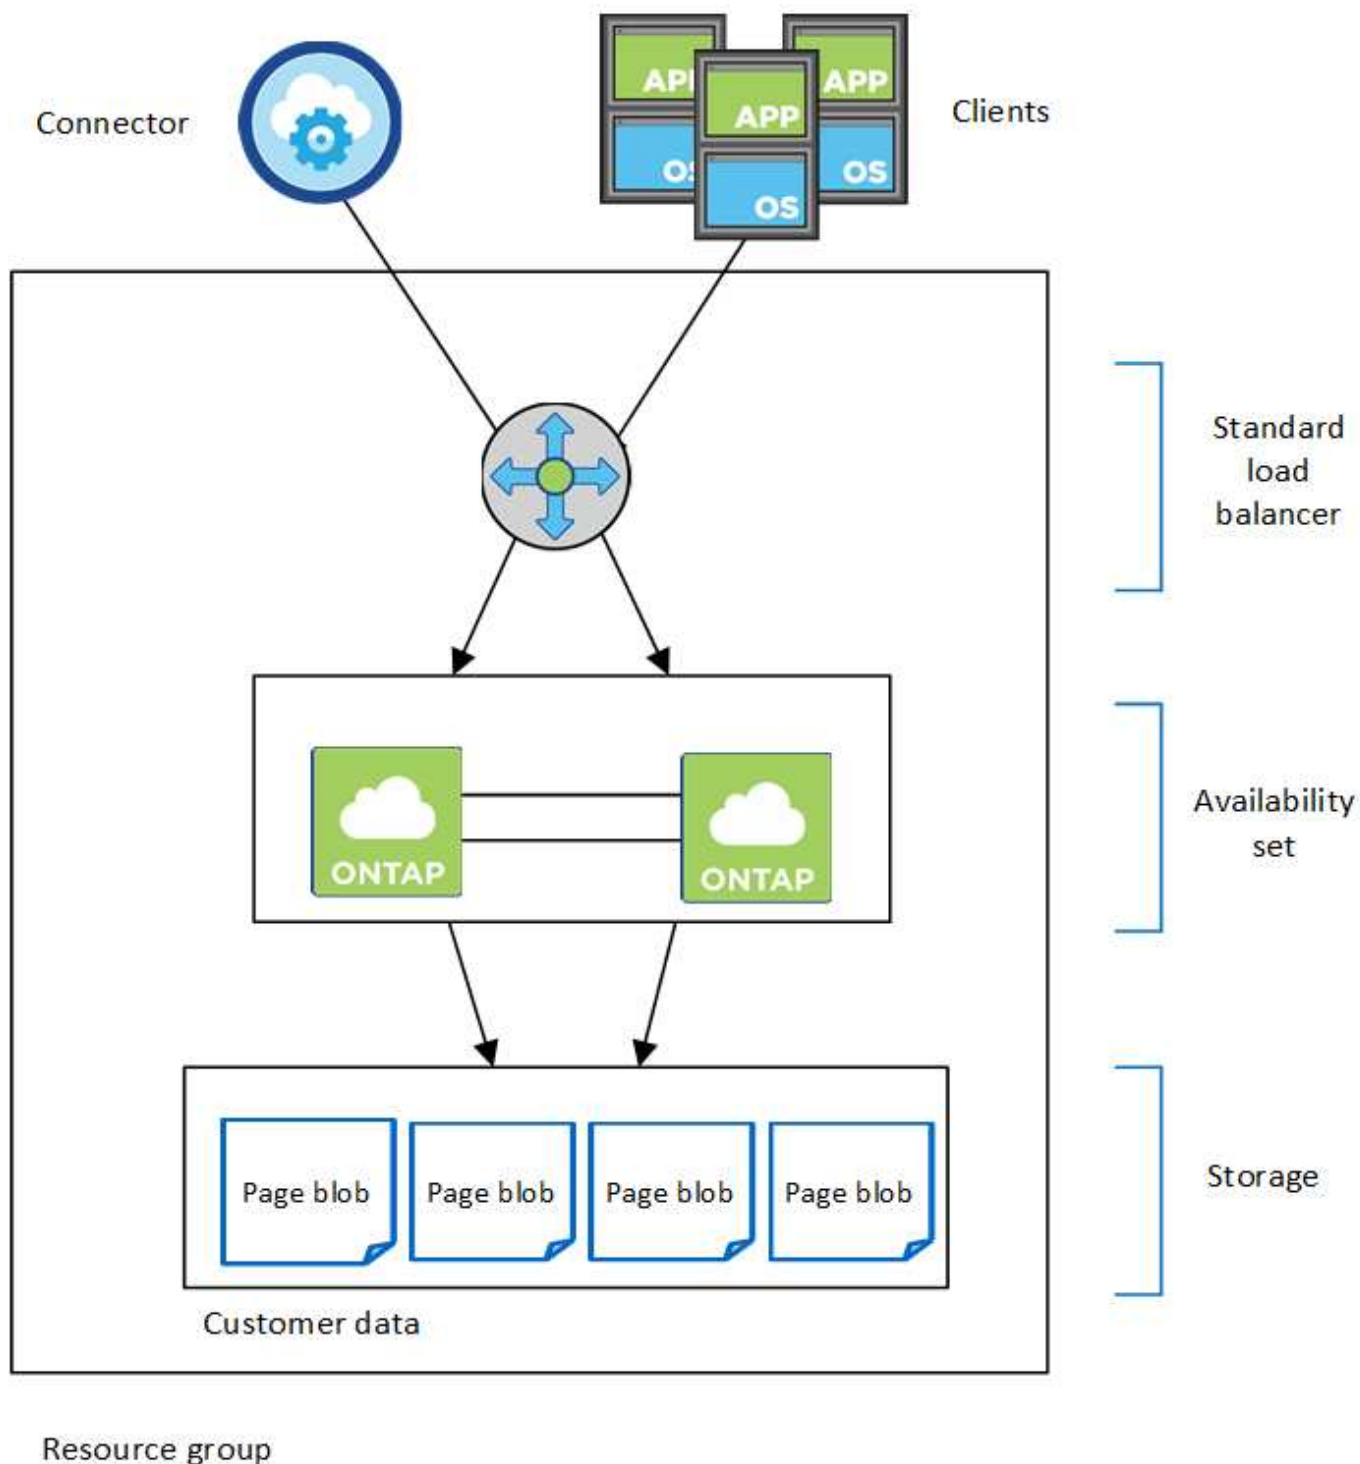 Connector
Clients
APP
APP
APP
OS
OS
OS
Standard
load
balancer
ONTAP
ONTAP
Availability
set
Page blob
Page blob
Page blob
Page blob
Storage
Customer data
Resource group